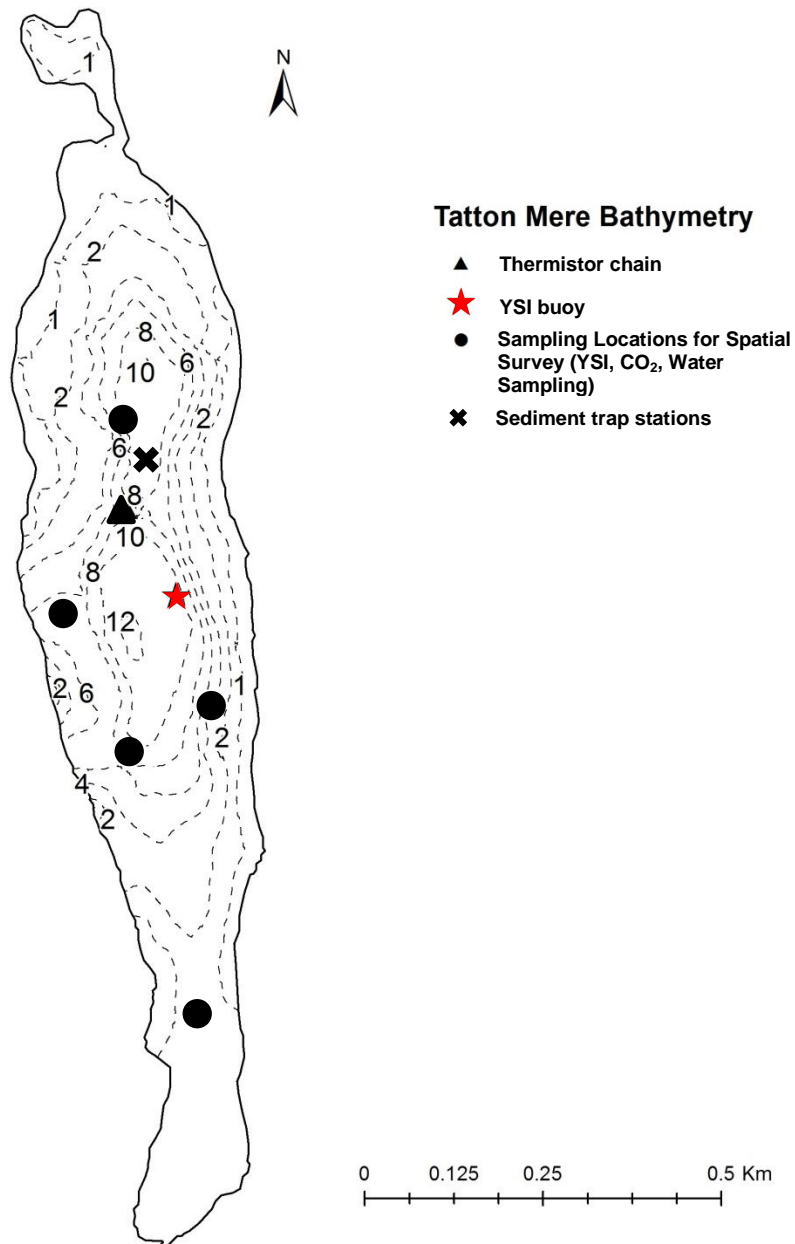 1
N
1
2
1
8
6
10
2
2
6
8
10
8
12
2
6
1
2
4
2
Tatton Mere Bathymetry
Thermistor chain
YSI buoy
Sampling Locations for Spatial
Survey (YSI, CO₂, Water
Sampling)
Sediment trap stations
0 0.125 0.25 0.5 Km